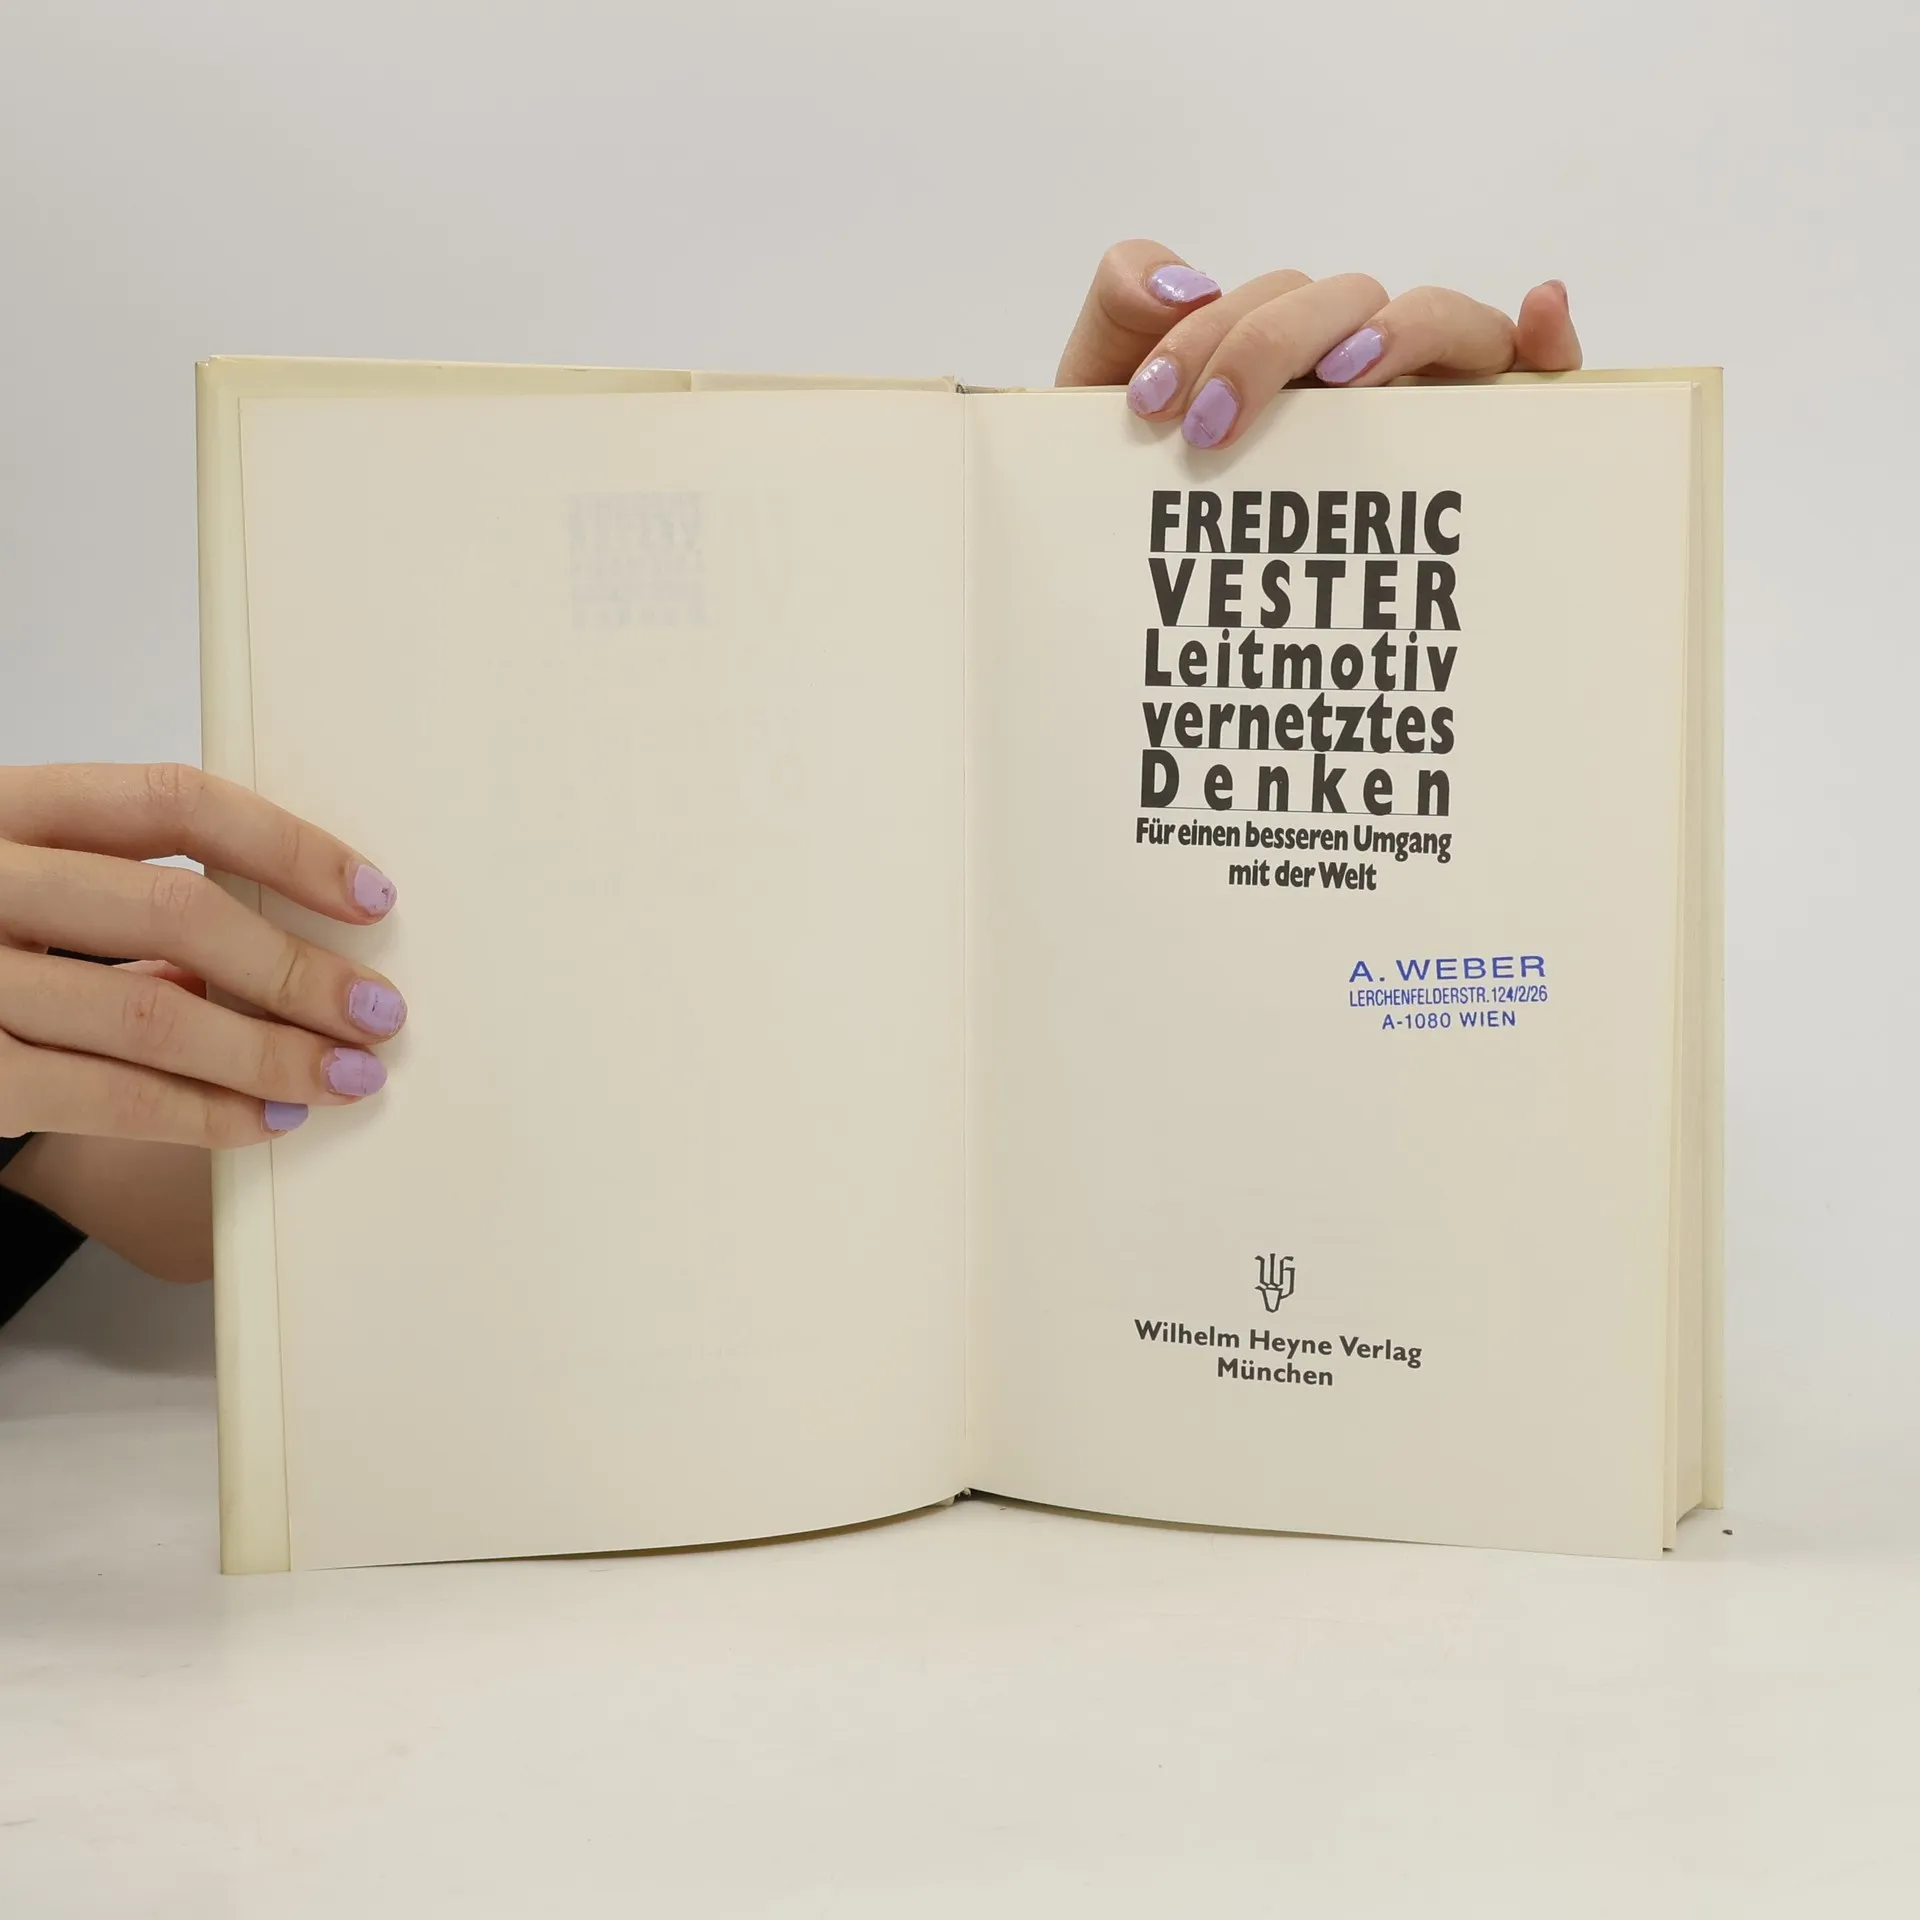 FREDERIC
VESTER
Leitmotiv
vernetztes
Denken
Für einen besseren Umgang
mit der Welt
A. WEBER
LERCHENFELDERSTR. 124/2/26
A-1080 WIEN
Wilhelm Heyne Verlag
München